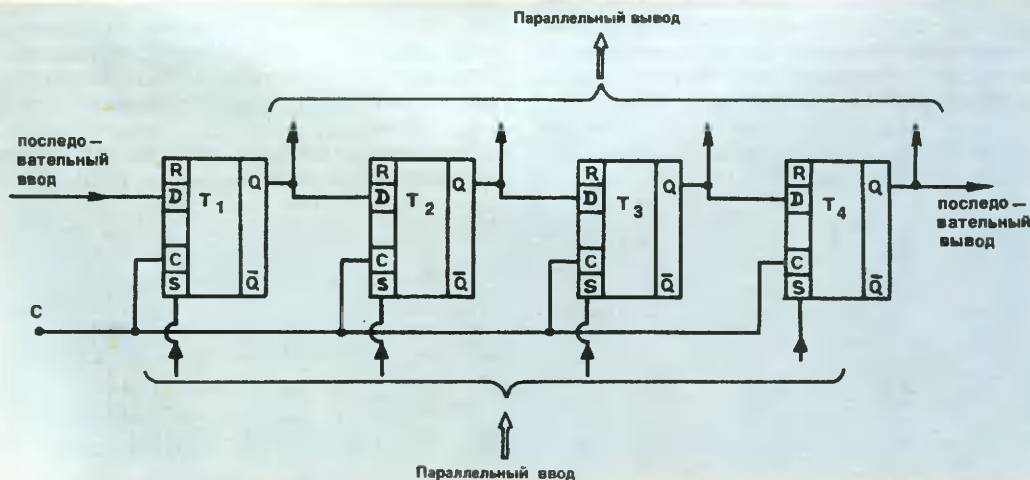 Параллельный вывод
последо-
вательный
ввод
R
D
T1
Q
C
S
Q̅
R
D
T2
Q
C
S
Q̅
R
D
T3
Q
C
S
Q̅
R
D
T4
Q
C
S
Q̅
последо-
вательный
вывод
C
Параллельный ввод